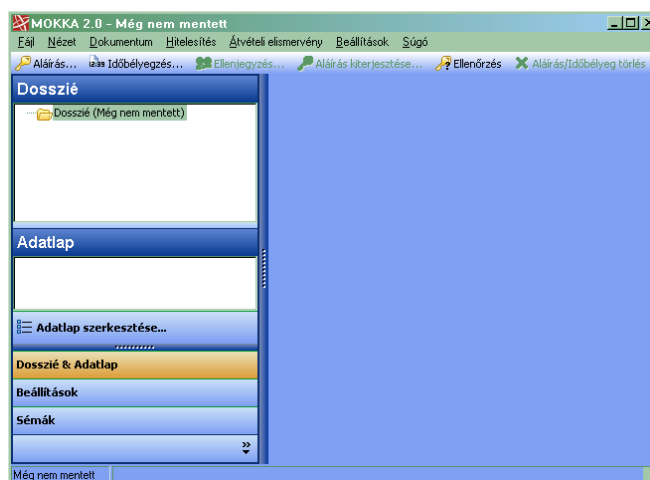 MOKKA 2.0 - Még nem mentett
Fájl Nézet Dokumentum Hitelesítés Átvételi elismervény Beállítások Súgó
Aláírás... Időbélyegzés... Ellenjegyzés... Aláírás kiterjesztése... Ellenőrzés Aláírás/Időbélyeg törlés
Dosszié
Dosszié (Még nem mentett)
Adatlap
Adatlap szerkesztése...
Dosszié & Adatlap
Beállítások
Sémák
Még nem mentett